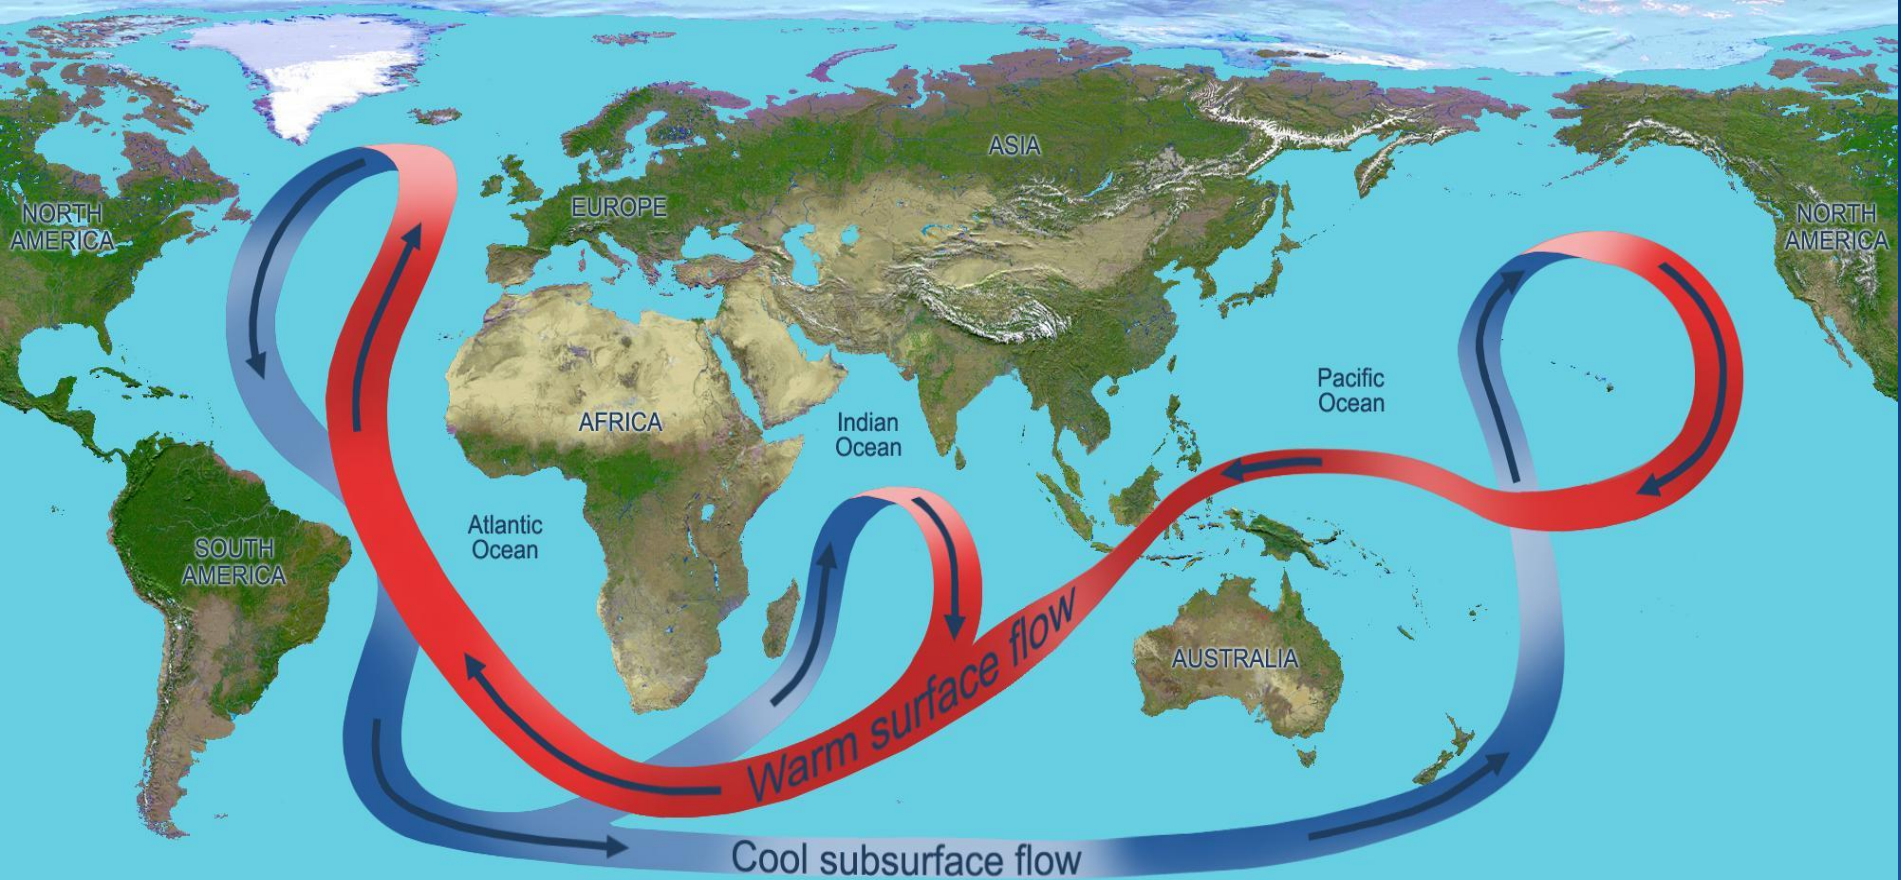 ASIA
EUROPE
NORTH
AMERICA
NORTH
AMERICA
Pacific
Ocean
AFRICA
Indian
Ocean
Atlantic
Ocean
SOUTH
AMERICA
AUSTRALIA
Warm surface flow
Cool subsurface flow